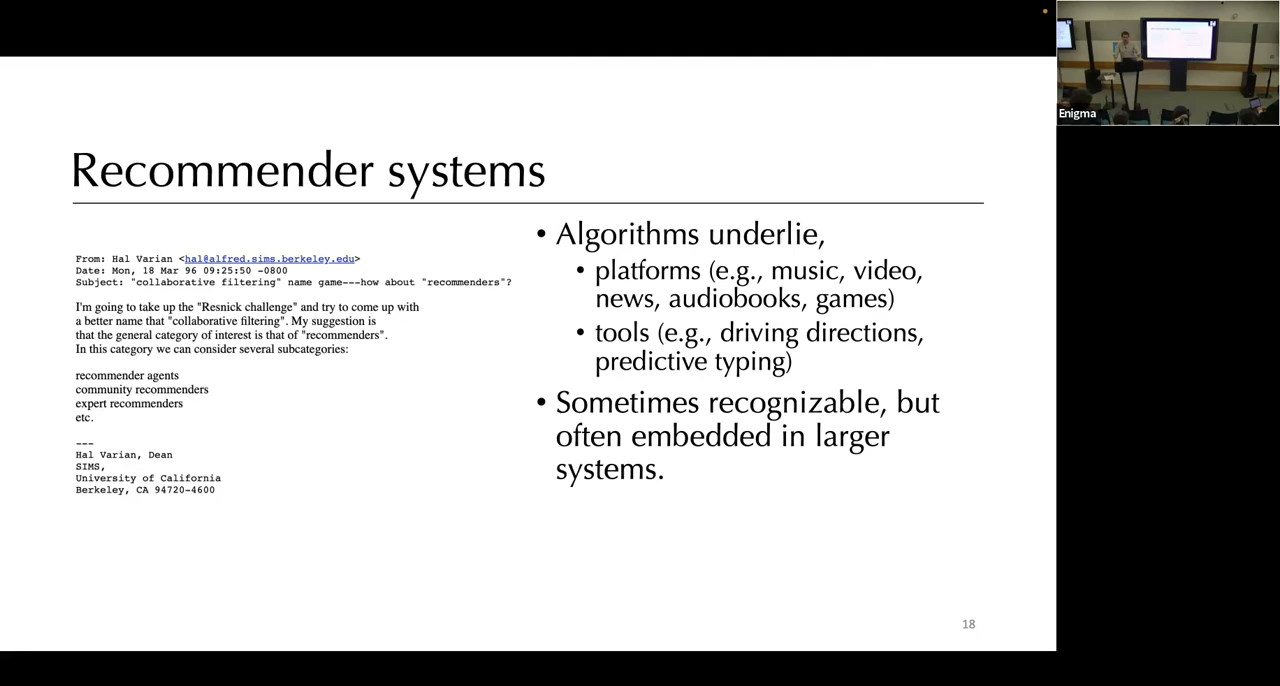 Recommender systems
From: Hal Varian <hal@alfred.sims.berkeley.edu>
Date: Mon, 18 Mar 96 09:25:50 -0800
Subject: "collaborative filtering" name game---how about "recommenders"?
I'm going to take up the "Resnick challenge" and try to come up with
a better name that "collaborative filtering". My suggestion is
that the general category of interest is that of "recommenders".
In this category we can consider several subcategories:
recommender agents
community recommenders
expert recommenders
etc.
---
Hal Varian, Dean
SIMS,
University of California
Berkeley, CA 94720-4600
• Algorithms underlie,
• platforms (e.g., music, video,
news, audiobooks, games)
• tools (e.g., driving directions,
predictive typing)
• Sometimes recognizable, but
often embedded in larger
systems.
18
Enigma